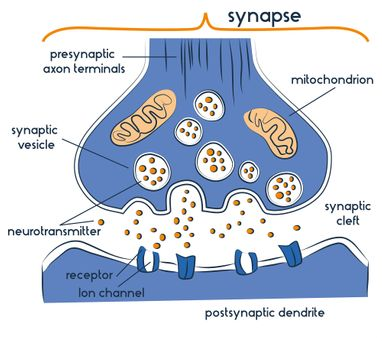 synapse
presynaptic
axon terminals
mitochondrion
synaptic
vesicle
neurotransmitter
synaptic
cleft
receptor
Ion channel
postsynaptic dendrite